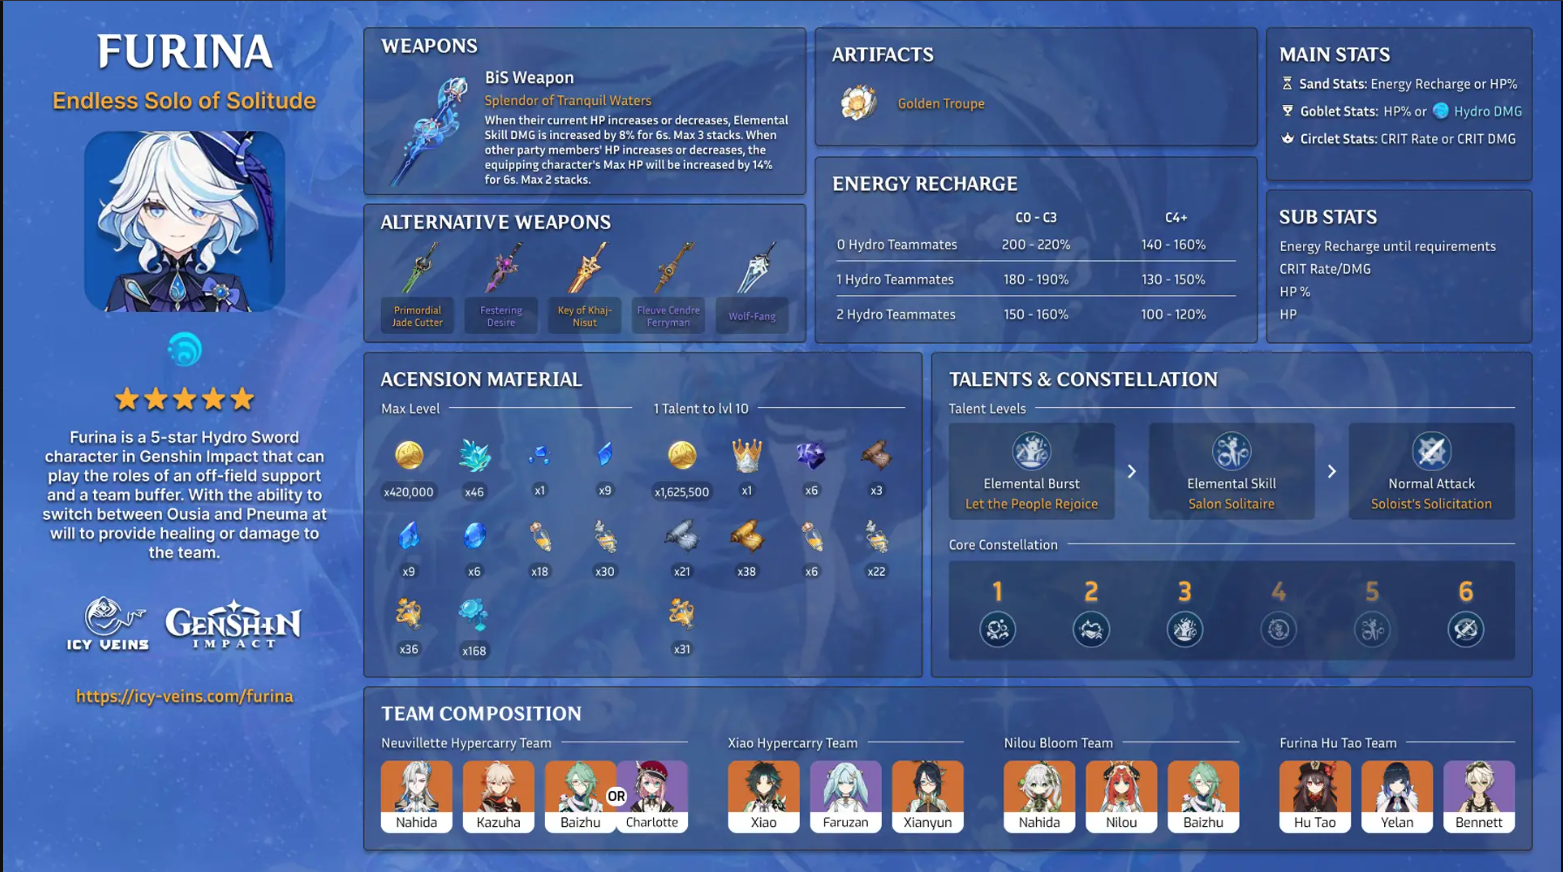 FURINA
Endless Solo of Solitude
Furina is a 5-star Hydro Sword
character in Genshin Impact that can
play the roles of an off-field support
and a team buffer. With the ability to
switch between Ousia and Pneuma at
will to provide healing or damage to
the team.
ICY VEINS
GENSHIN
IMPACT
https://icy-veins.com/furina
WEAPONS
BiS Weapon
Splendor of Tranquil Waters
When their current HP increases or decreases, Elemental
Skill DMG is increased by 8% for 6s. Max 3 stacks. When
other party members' HP increases or decreases, the
equipping character's Max HP will be increased by 14%
for 6s. Max 2 stacks.
ALTERNATIVE WEAPONS
Primordial
Jade Cutter
Festering
Desire
Key of Khaj-
Nisut
Fleuve Cendre
Ferryman
Wolf-Fang
ARTIFACTS
Golden Troupe
ENERGY RECHARGE
C0 - C3 C4+
0 Hydro Teammates 200 - 220% 140 - 160%
1 Hydro Teammates 180 - 190% 130 - 150%
2 Hydro Teammates 150 - 160% 100 - 120%
MAIN STATS
Sand Stats: Energy Recharge or HP%
Goblet Stats: HP% or Hydro DMG
Circlet Stats: CRIT Rate or CRIT DMG
SUB STATS
Energy Recharge until requirements
CRIT Rate/DMG
HP %
HP
ACENSION MATERIAL
Max Level
x420,000 x46 x1 x9
x9 x6 x18 x30
x36 x168
1 Talent to lvl 10
x1,625,500 x1 x6 x3
x21 x38 x6 x22
x31
TALENTS & CONSTELLATION
Talent Levels
Elemental Burst
Let the People Rejoice
Elemental Skill
Salon Solitaire
Normal Attack
Soloist's Solicitation
Core Constellation
1 2 3 4 5 6
TEAM COMPOSITION
Neuvillette Hypercarry Team
Nahida Kazuha Baizhu OR Charlotte
Xiao Hypercarry Team
Xiao Faruzan Xianyun
Nilou Bloom Team
Nahida Nilou Baizhu
Furina Hu Tao Team
Hu Tao Yelan Bennett